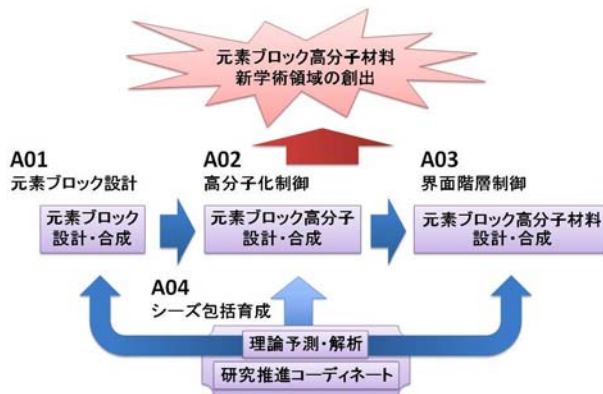 元素ブロック高分子材料
新学術領域の創出
A01
元素ブロック設計
A02
高分子化制御
A03
界面階層制御
元素ブロック
設計・合成
元素ブロック高分子
設計・合成
元素ブロック高分子材料
設計・合成
A04
シーズ包括育成
理論予測・解析
研究推進コーディネート